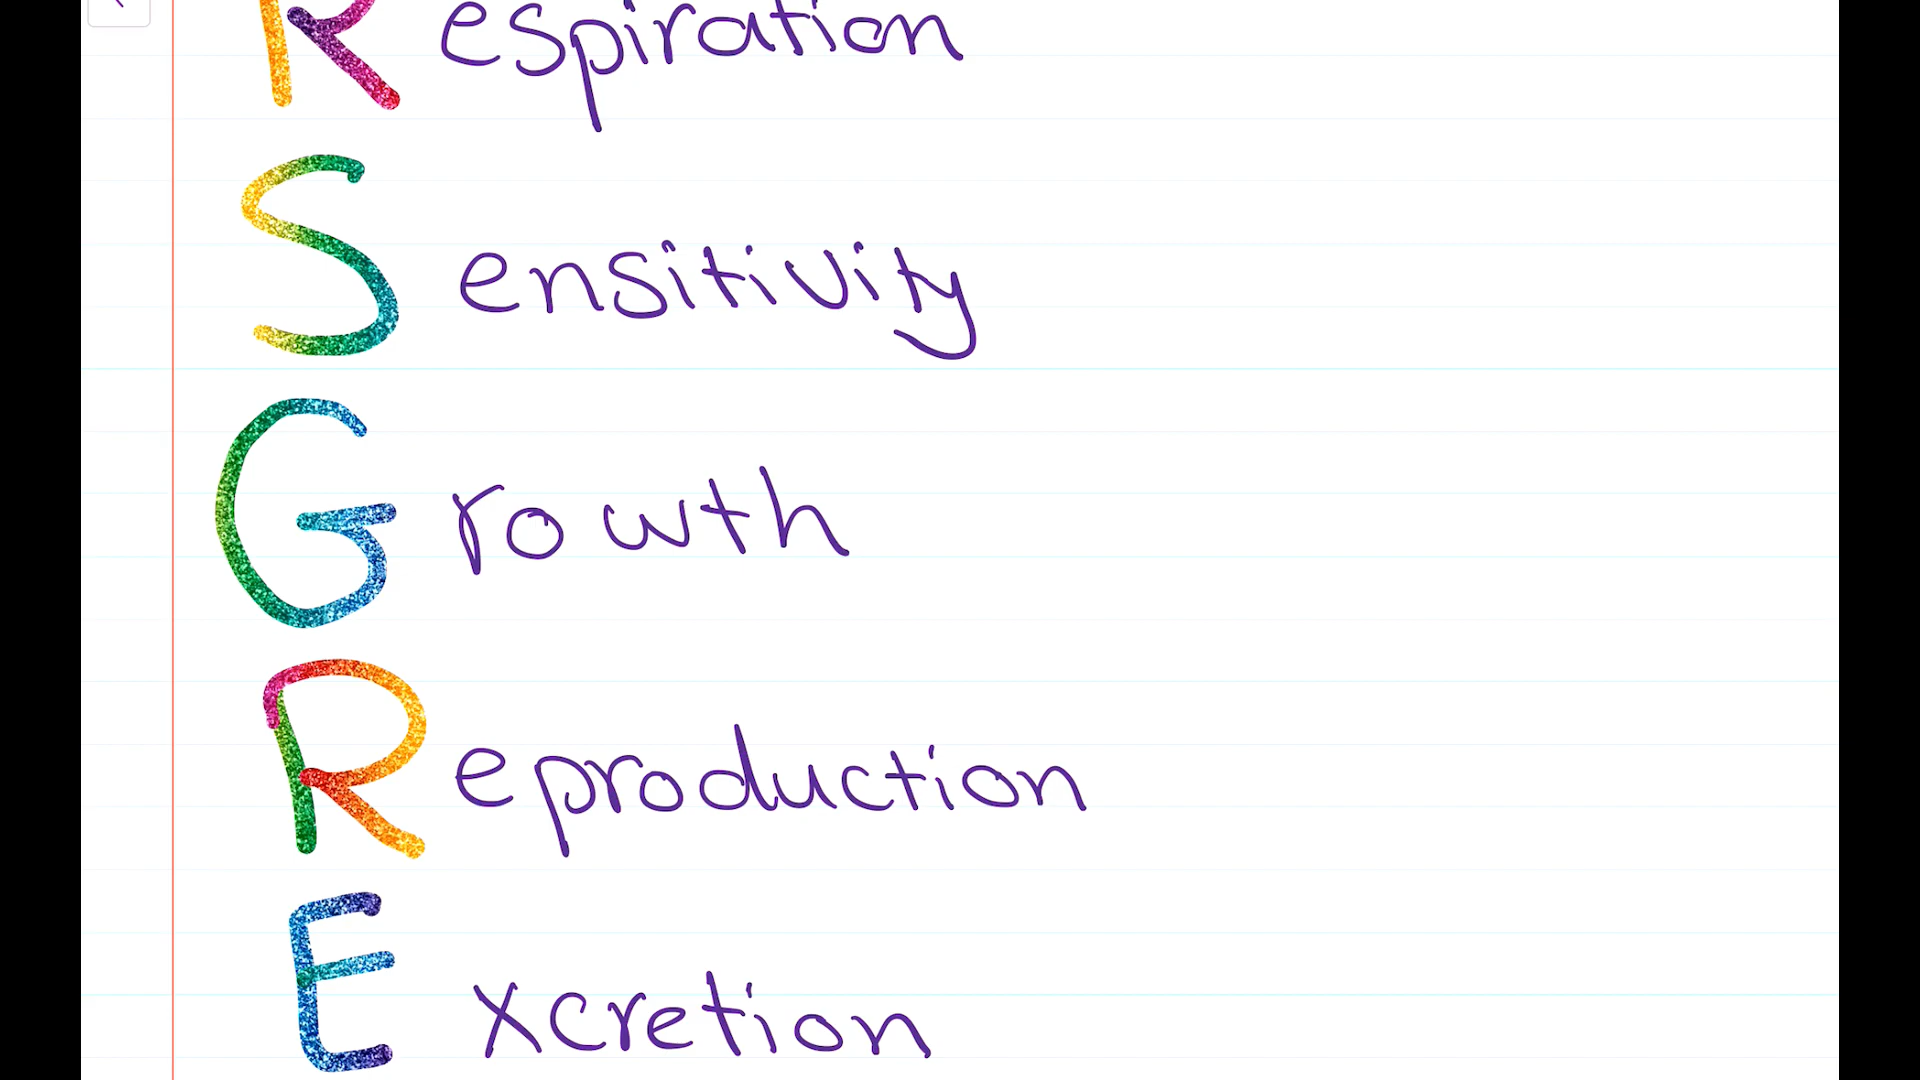 Respiration
Sensitivity
Growth
Reproduction
Excretion